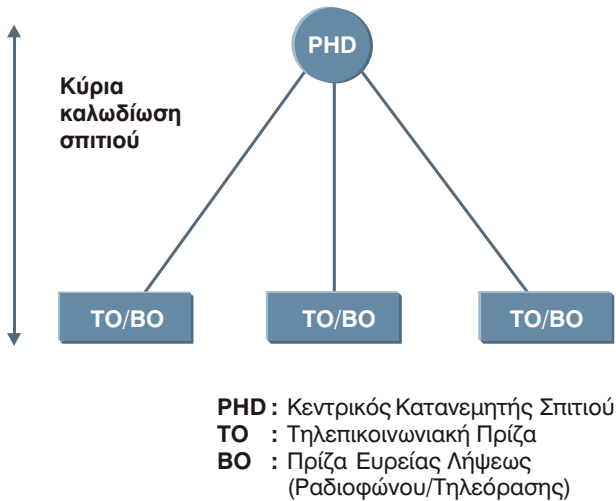 PHD
Κύρια
καλωδίωση
σπιτιού
TO/BO
TO/BO
TO/BO
PHD : Κεντρικός Κατανεμητής Σπιτιού
TO : Τηλεπικοινωνιακή Πρίζα
BO : Πρίζα Ευρείας Λήψεως
(Ραδιοφώνου/Τηλεόρασης)